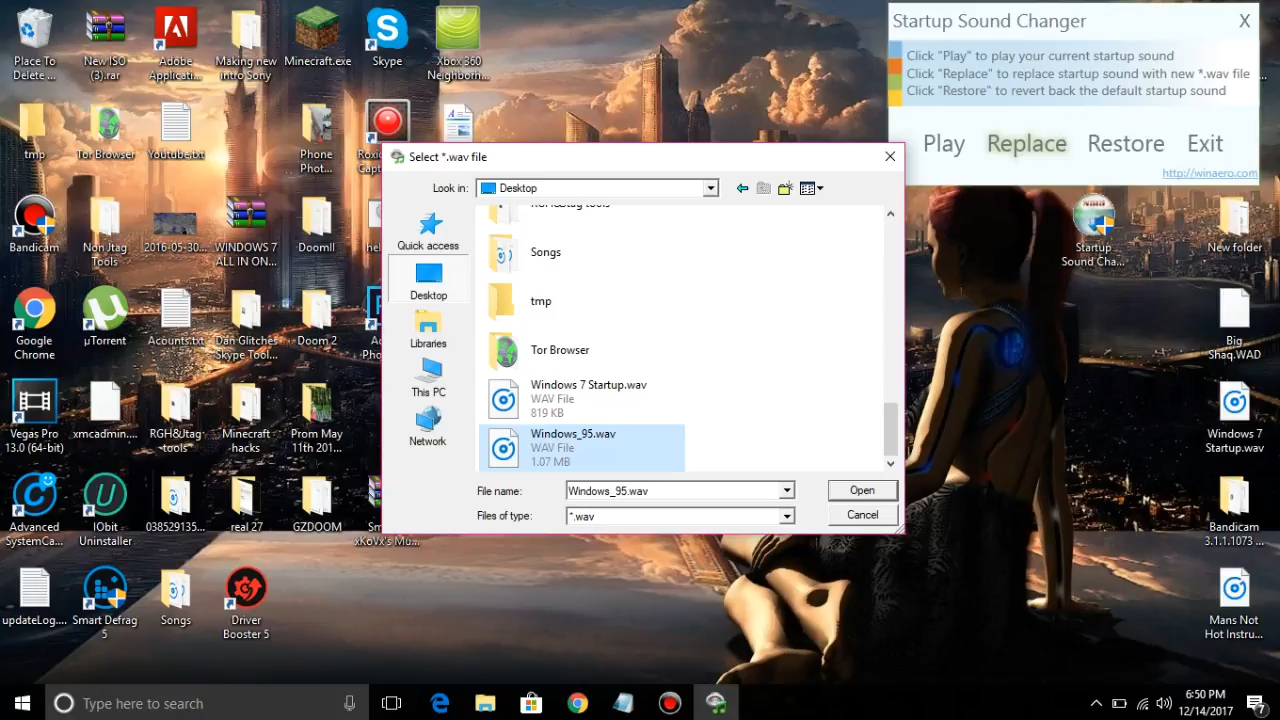 Place To
Delete ...
New ISO
(3).rar
Adobe
Applicati...
Making new
intro Sony
Minecraft.exe
Skype
Xbox 360
Neighborh...
tmp
Tor Browser
Youtube.txt
Phone
Phot...
Bandicam
Non Jtag
Tools
2016-05-30...
WINDOWS 7
ALL IN ON...
Doomll
Google
Chrome
µTorrent
Acounts.txt
Dan Glitches
Skype Tool...
Doom 2
Vegas Pro
13.0 (64-bit)
xmcadmin....
RGH&Jtag
tools
Minecraft
hacks
Prom May
11th 201...
Advanced
SystemCa...
IObit
Uninstaller
038529135...
real 27
GZDOOM
xKoVx's Mu...
updateLog....
Smart Defrag
5
Songs
Driver
Booster 5
Startup Sound Changer
X
Click "Play" to play your current startup sound
Click "Replace" to replace startup sound with new *.wav file
Click "Restore" to revert back the default startup sound
Play
Replace
Restore
Exit
http://winaero.com
Select *.wav file
Look in:
Desktop
Quick access
Desktop
Libraries
This PC
Network
RGH&Jtag tools
Songs
tmp
Tor Browser
Windows 7 Startup.wav
WAV File
819 KB
Windows_95.wav
WAV File
1.07 MB
File name:
Windows_95.wav
Open
Files of type:
*.wav
Cancel
Startup
Sound Cha...
New folder
Big
Shaq.WAD
Windows 7
Startup.wav
Bandicam
3.1.1.1073 ...
Mans Not
Hot Instru...
Type here to search
6:50 PM
12/14/2017
7